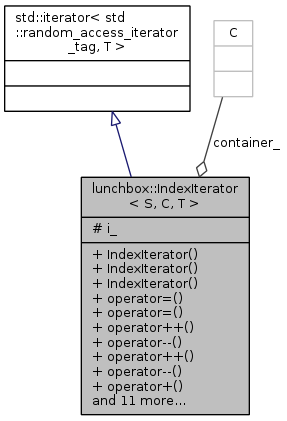 std::iterator< std
::random_access_iterator
_tag, T >
C
container_
lunchbox::IndexIterator
< S, C, T >
# i_
+ IndexIterator()
+ IndexIterator()
+ IndexIterator()
+ operator=()
+ operator=()
+ operator++()
+ operator--()
+ operator++()
+ operator--()
+ operator+()
and 11 more...